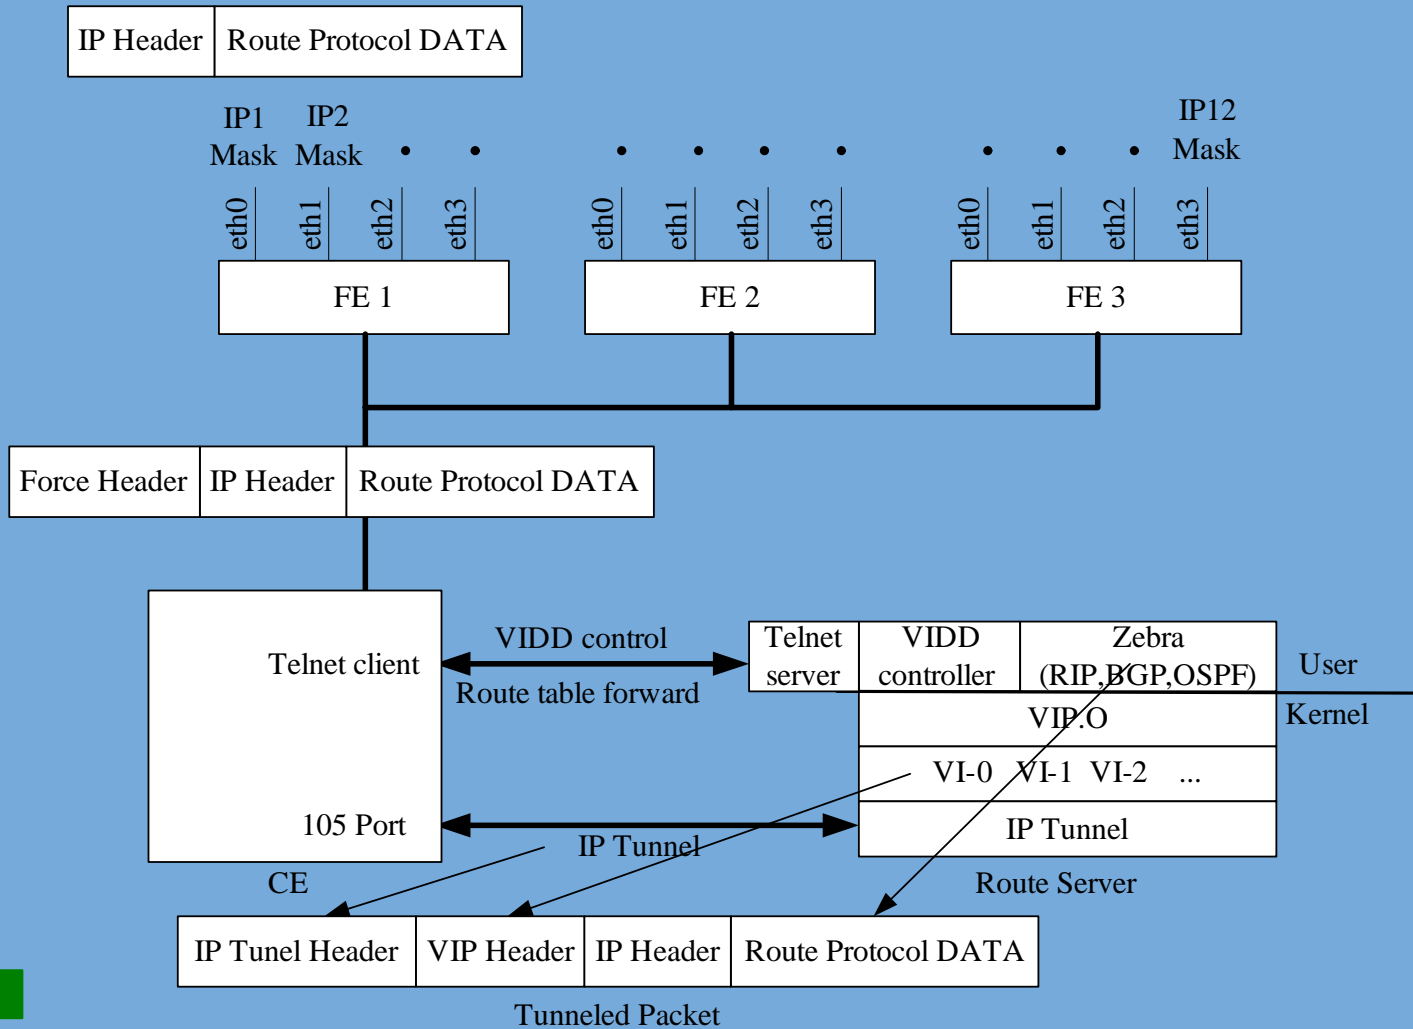 IP Header Route Protocol DATA
IP1 IP2 IP12
Mask Mask • • • • • • • • • Mask
eth0 eth1 eth2 eth3 eth0 eth1 eth2 eth3 eth0 eth1 eth2 eth3
FE 1 FE 2 FE 3
Force Header IP Header Route Protocol DATA
Telnet client
VIDD control
Route table forward
Telnet server
VIDD controller
Zebra
(RIP,BGP,OSPF)
User
Kernel
VIP.O
VI-0 VI-1 VI-2 ...
105 Port
IP Tunnel
IP Tunnel
CE
Route Server
IP Tunel Header VIP Header IP Header Route Protocol DATA
Tunneled Packet